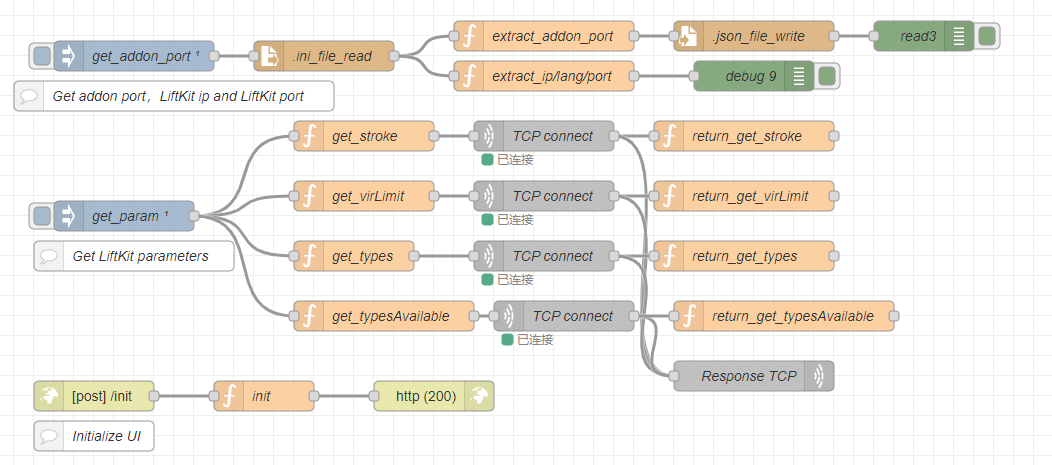 get_addon_port ¹
.ini_file_read
extract_addon_port
.json_file_write
read3
extract_ip/lang/port
debug 9
Get addon port，LiftKit ip and LiftKit port
get_stroke
TCP connect
return_get_stroke
已连接
get_virLimit
TCP connect
return_get_virLimit
已连接
get_param ¹
Get LiftKit parameters
get_types
TCP connect
return_get_types
已连接
get_typesAvailable
TCP connect
return_get_typesAvailable
已连接
Response TCP
[post] /init
init
http (200)
Initialize UI